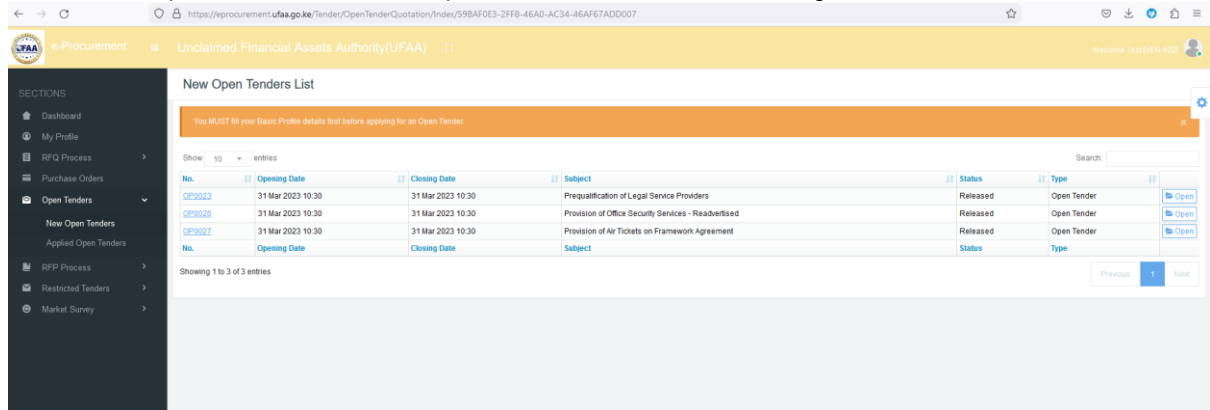 https://eprocurement.ufaa.go.ke/Tender/OpenTenderQuotation/Index/598AF0E3-2FF8-46A0-AC34-46AF67ADD007
UFAA
e-Procurement
Unclaimed Financial Assets Authority(UFAA)
Welcome Test
New Open Tenders List
SECTIONS
Dashboard
My Profile
RFQ Process
Purchase Orders
Open Tenders
New Open Tenders
Applied Open Tenders
RFP Process
Restricted Tenders
Market Survey
You MUST fill your Basic Profile details first before applying for an Open Tender.
Show 10 entries
Search:
No. Opening Date Closing Date Subject Status Type
OP0023 31 Mar 2023 10:30 31 Mar 2023 10:30 Prequalification of Legal Service Providers Released Open Tender Open
OP0026 31 Mar 2023 10:30 31 Mar 2023 10:30 Provision of Office Security Services - Readvertised Released Open Tender Open
OP0027 31 Mar 2023 10:30 31 Mar 2023 10:30 Provision of Air Tickets on Framework Agreement Released Open Tender Open
No. Opening Date Closing Date Subject Status Type
Showing 1 to 3 of 3 entries
Previous 1 Next